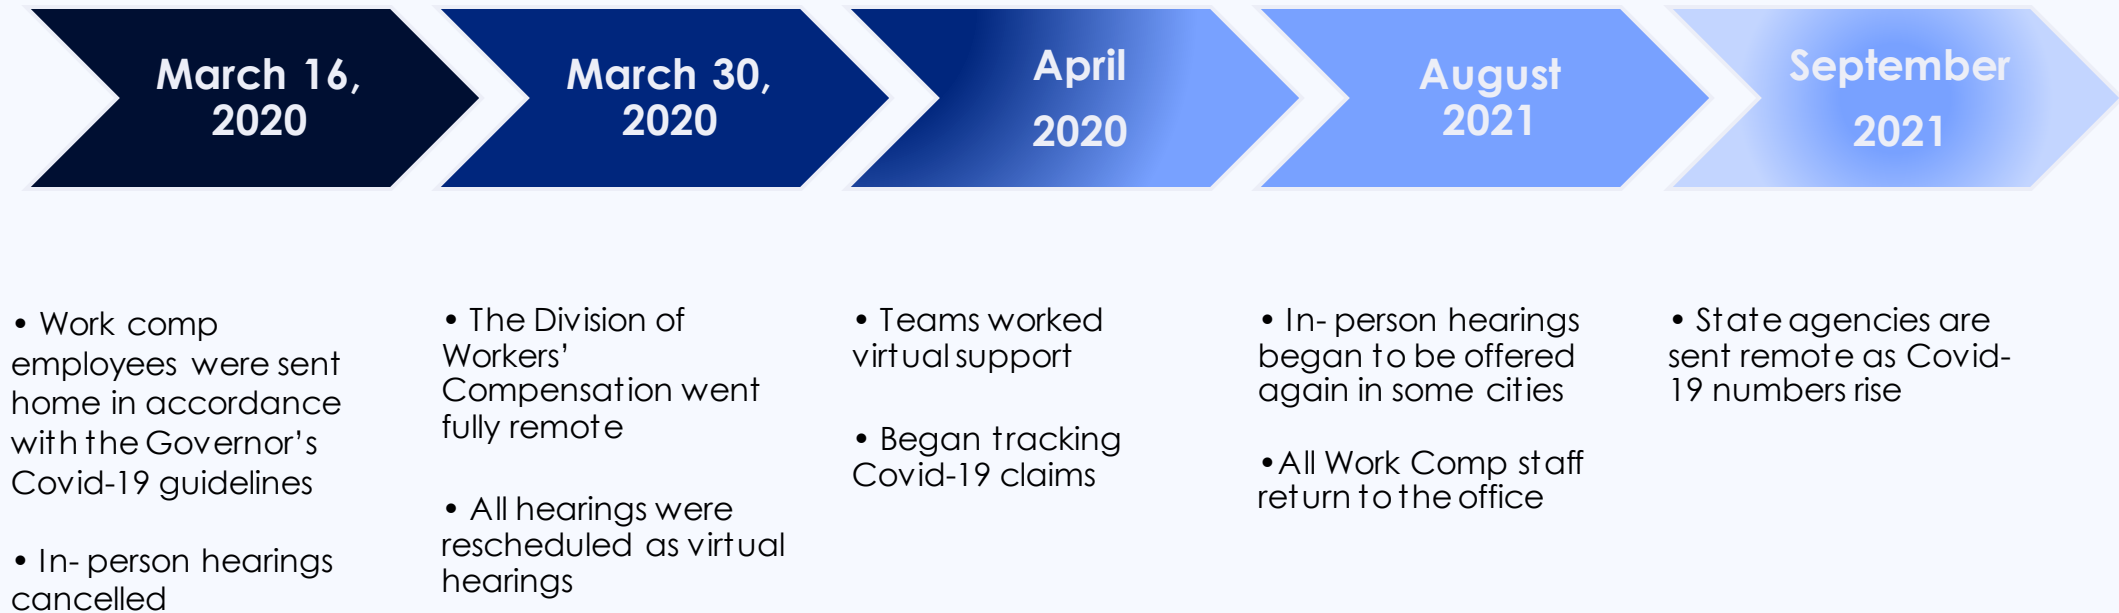 March 16,
2020
March 30,
2020
April
2020
August
2021
September
2021
• Work comp
employees were sent
home in accordance
with the Governor's
Covid-19 guidelines
• In- person hearings
cancelled
• The Division of
Workers'
Compensation went
fully remote
• All hearings were
rescheduled as virtual
hearings
• Teams worked
virtual support
• Began tracking
Covid-19 claims
• In- person hearings
began to be offered
again in some cities
•All Work Comp staff
return to the office
• State agencies are
sent remote as Covid-
19 numbers rise